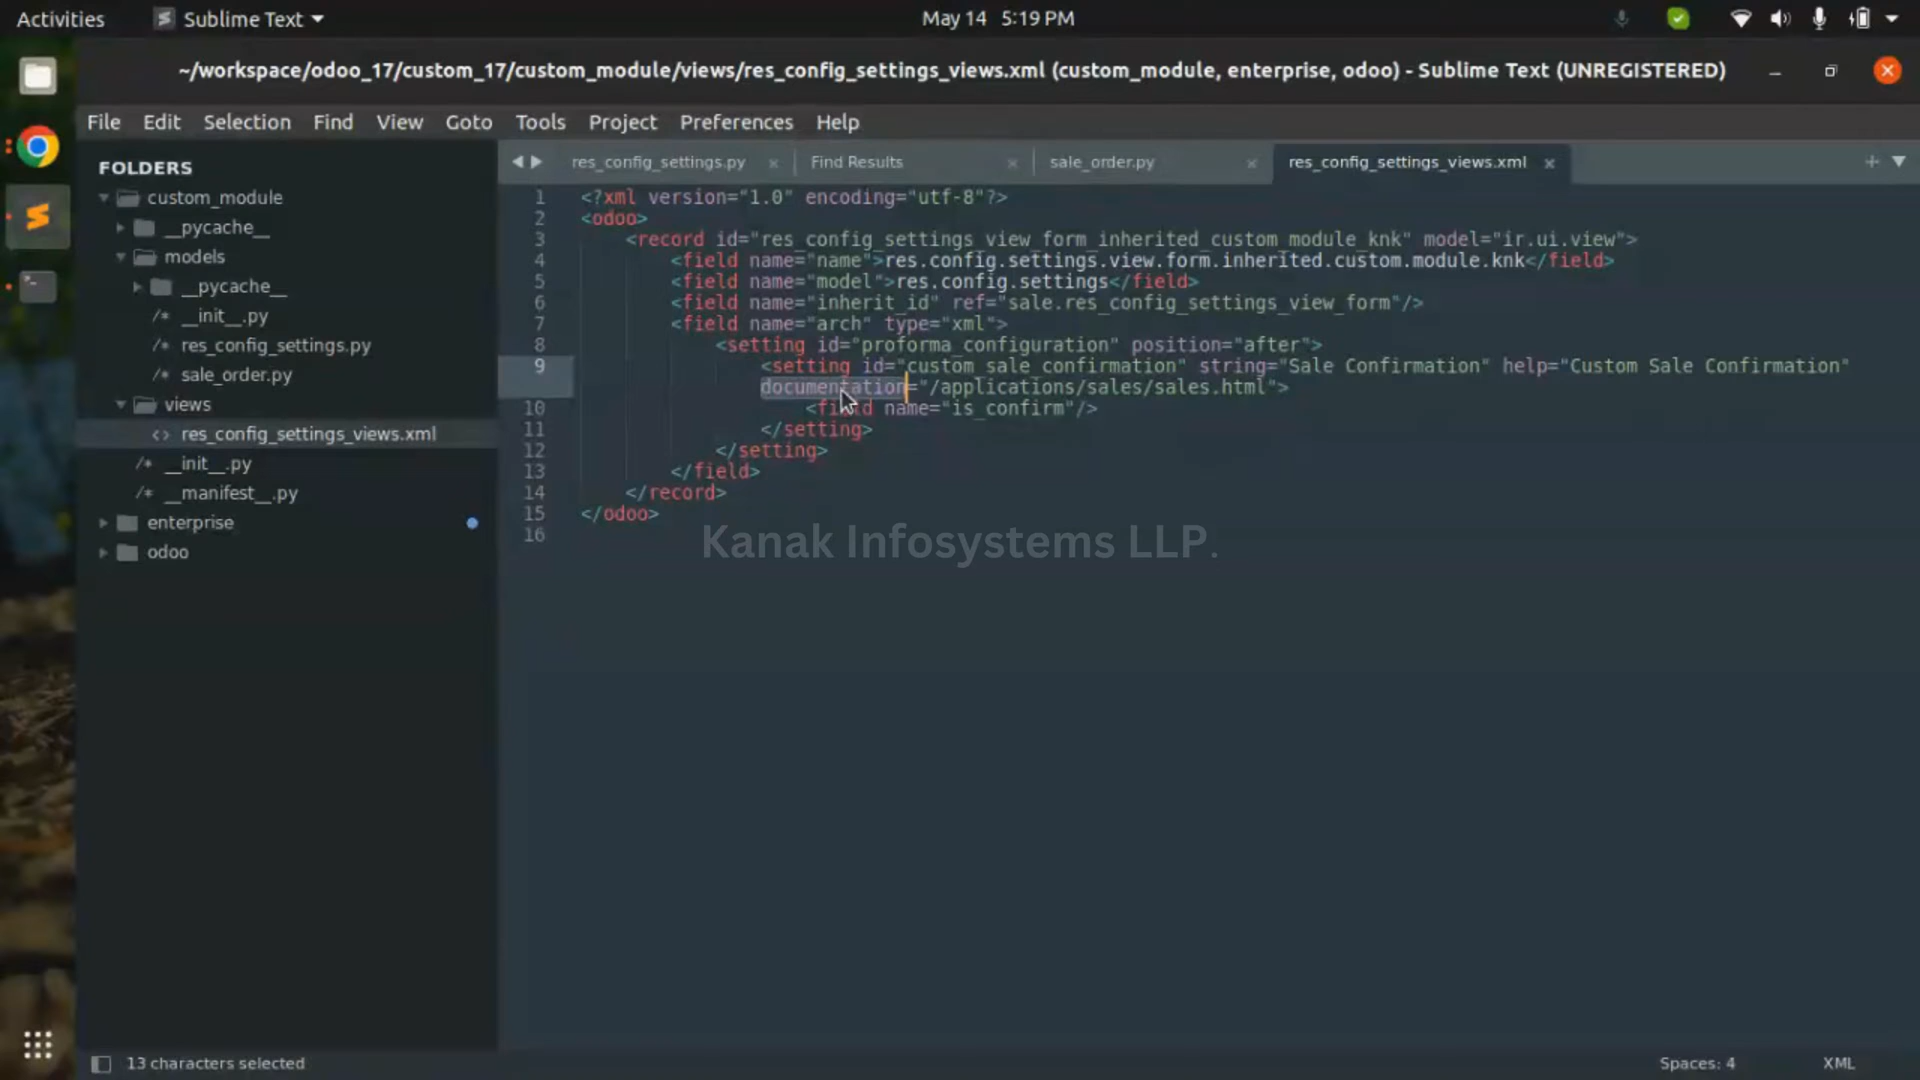 Activities
Sublime Text
May 14 5:19 PM
~/workspace/odoo_17/custom_17/custom_module/views/res_config_settings_views.xml (custom_module, enterprise, odoo) - Sublime Text (UNREGISTERED)
File Edit Selection Find View Goto Tools Project Preferences Help
FOLDERS
custom_module
__pycache__
models
__pycache__
/* __init__.py
/* res_config_settings.py
/* sale_order.py
views
<> res_config_settings_views.xml
/* __init__.py
/* __manifest__.py
enterprise
odoo
res_config_settings.py × Find Results × sale_order.py × res_config_settings_views.xml ×
1 <?xml version="1.0" encoding="utf-8"?>
2 <odoo>
3 <record id="res_config_settings_view_form_inherited_custom_module_knk" model="ir.ui.view">
4 <field name="name">res.config.settings.view.form.inherited.custom.module.knk</field>
5 <field name="model">res.config.settings</field>
6 <field name="inherit_id" ref="sale.res_config_settings_view_form"/>
7 <field name="arch" type="xml">
8 <setting id="proforma_configuration" position="after">
9 <setting id="custom_sale_confirmation" string="Sale Confirmation" help="Custom Sale Confirmation"
documentation="/applications/sales/sales.html">
10 <field name="is_confirm"/>
11 </setting>
12 </setting>
13 </field>
14 </record>
15 </odoo>
16
Kanak Infosystems LLP.
13 characters selected
Spaces: 4
XML